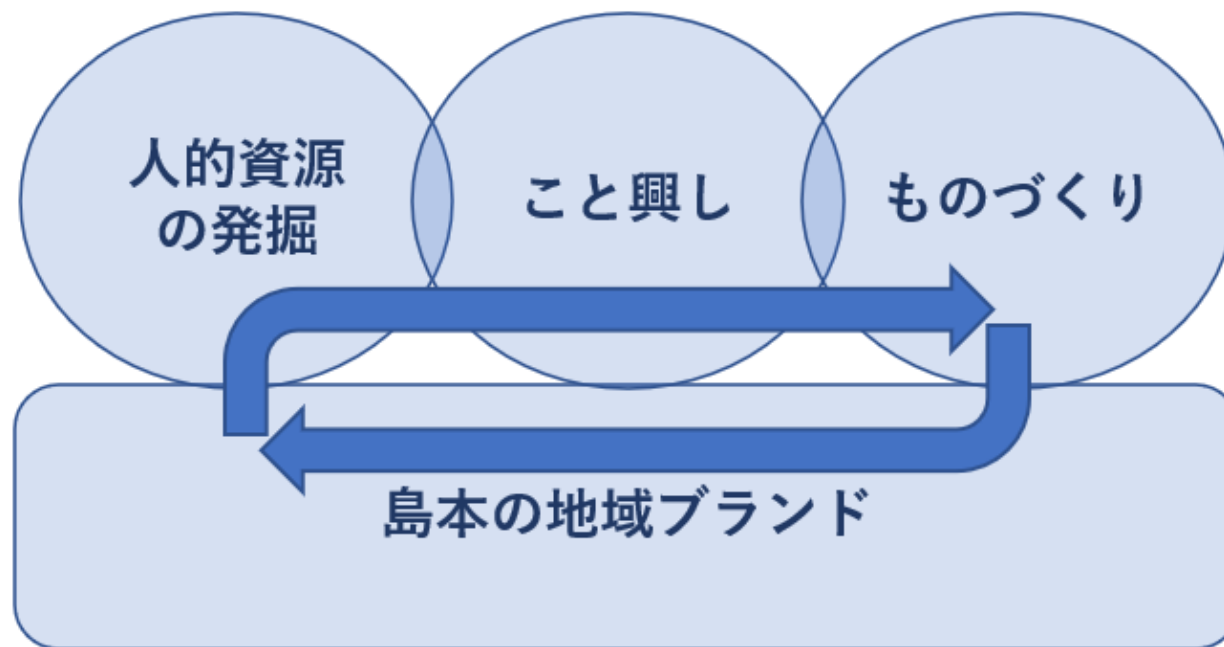 人的資源
の発掘
こと興し
ものづくり
島本の地域ブランド